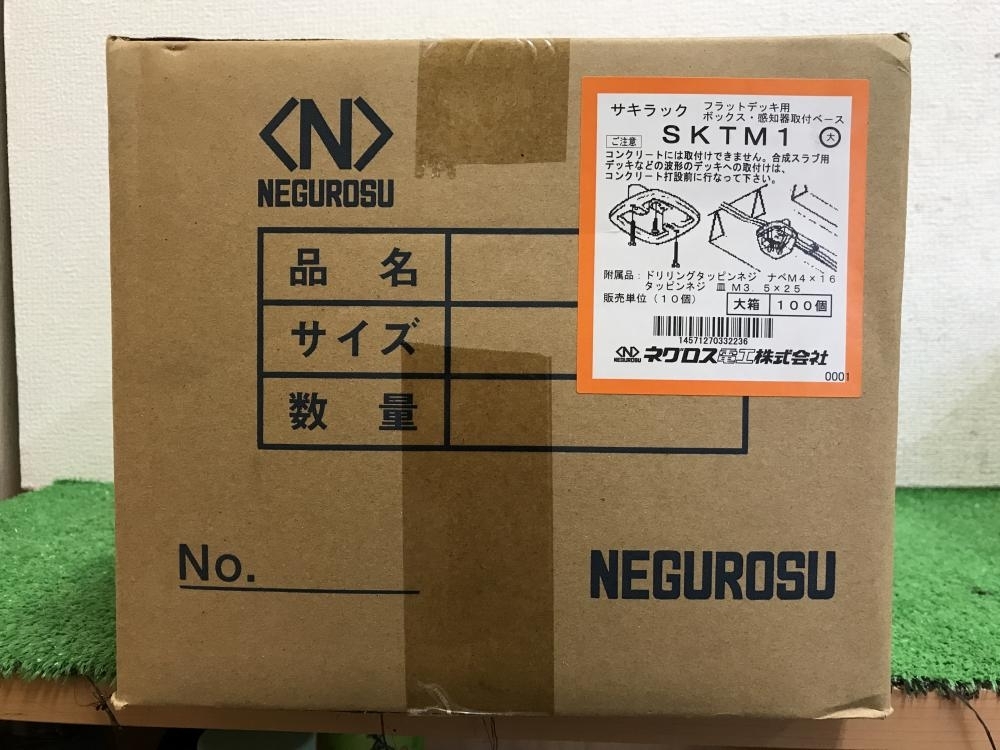 <N>
NEGUROSU
品 名
サイズ
数 量
No.
NEGUROSU
サキラック フラットデッキ用
ボックス・感知器取付ベース
SKTM1 大
ご注意
コンクリートには取付けできません。合成スラブ用
デッキなどの波形のデッキへの取付けは、
コンクリート打設前に行なって下さい。
附属品：ドリリングタッピンネジ ナベM4×16
タッピンネジ 皿 M3．5×25
販売単位（10個） 大箱 100個
14571270332236
<N> NEGUROSU ネグロス電工株式会社
0001